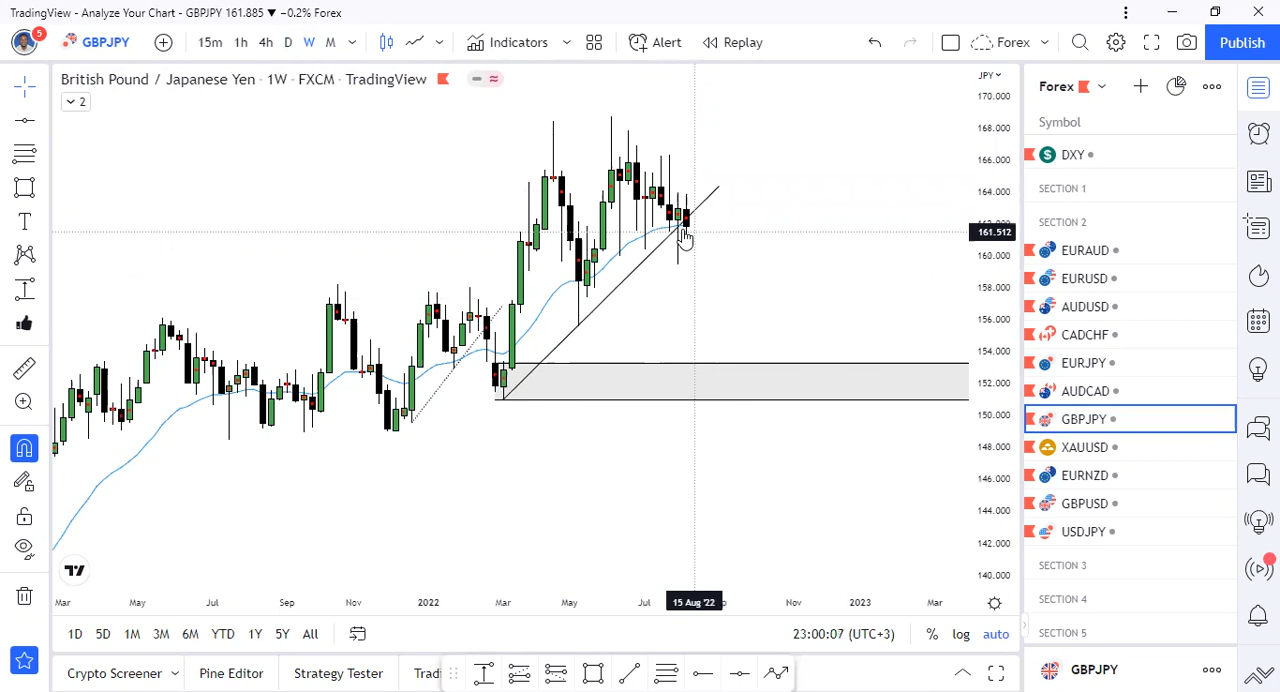 TradingView - Analyze Your Chart - GBPJPY 161.885 ▼ −0.2% Forex
5 GBPJPY 15m 1h 4h D W M Indicators Alert Replay Forex Publish
British Pound / Japanese Yen · 1W · FXCM · TradingView
2
JPY
170.000
168.000
166.000
164.000
161.512
160.000
158.000
156.000
154.000
152.000
150.000
148.000
146.000
144.000
142.000
140.000
Mar May Jul Sep Nov 2022 Mar May Jul 15 Aug '22 Nov 2023 Mar
1D 5D 1M 3M 6M YTD 1Y 5Y All 23:00:07 (UTC+3) % log auto
Crypto Screener Pine Editor Strategy Tester
Forex
Symbol
DXY
SECTION 1
SECTION 2
EURAUD
EURUSD
AUDUSD
CADCHF
EURJPY
AUDCAD
GBPJPY
XAUUSD
EURNZD
GBPUSD
USDJPY
SECTION 3
SECTION 4
SECTION 5
GBPJPY